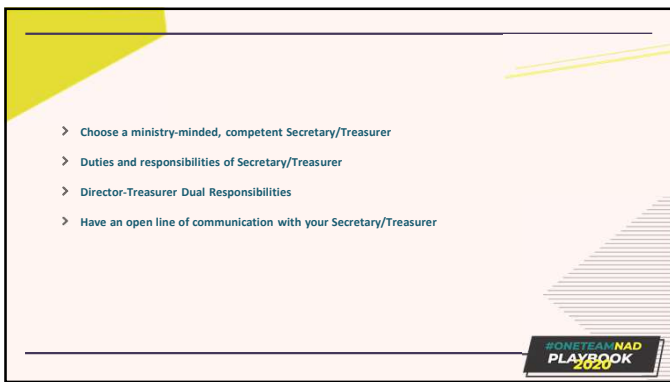 Choose a ministry-minded, competent Secretary/Treasurer
Duties and responsibilities of Secretary/Treasurer
Director-Treasurer Dual Responsibilities
Have an open line of communication with your Secretary/Treasurer
#ONETEAMNAD
PLAYBOOK
2020